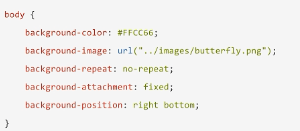 body {
    background-color: #FFCC66;
    background-image: url("../images/butterfly.png");
    background-repeat: no-repeat;
    background-attachment: fixed;
    background-position: right bottom;
}